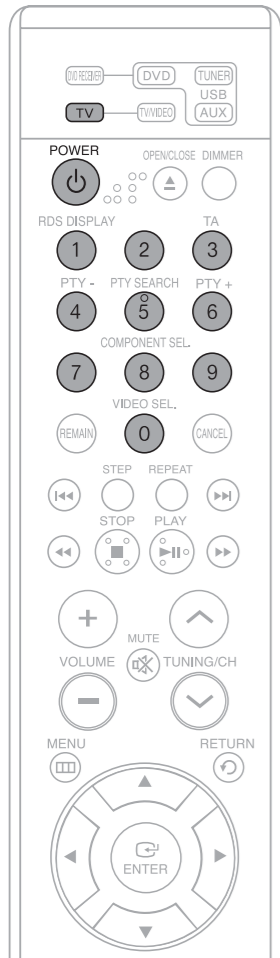 DVD RECEIVER DVD TUNER
USB
TV TV/VIDEO AUX
POWER OPEN/CLOSE DIMMER
RDS DISPLAY TA
1 2 3
PTY - PTY SEARCH PTY +
4 5 6
COMPONENT SEL.
7 8 9
VIDEO SEL.
REMAIN 0 CANCEL
STEP REPEAT
STOP PLAY
MUTE
VOLUME TUNING/CH
MENU RETURN
ENTER